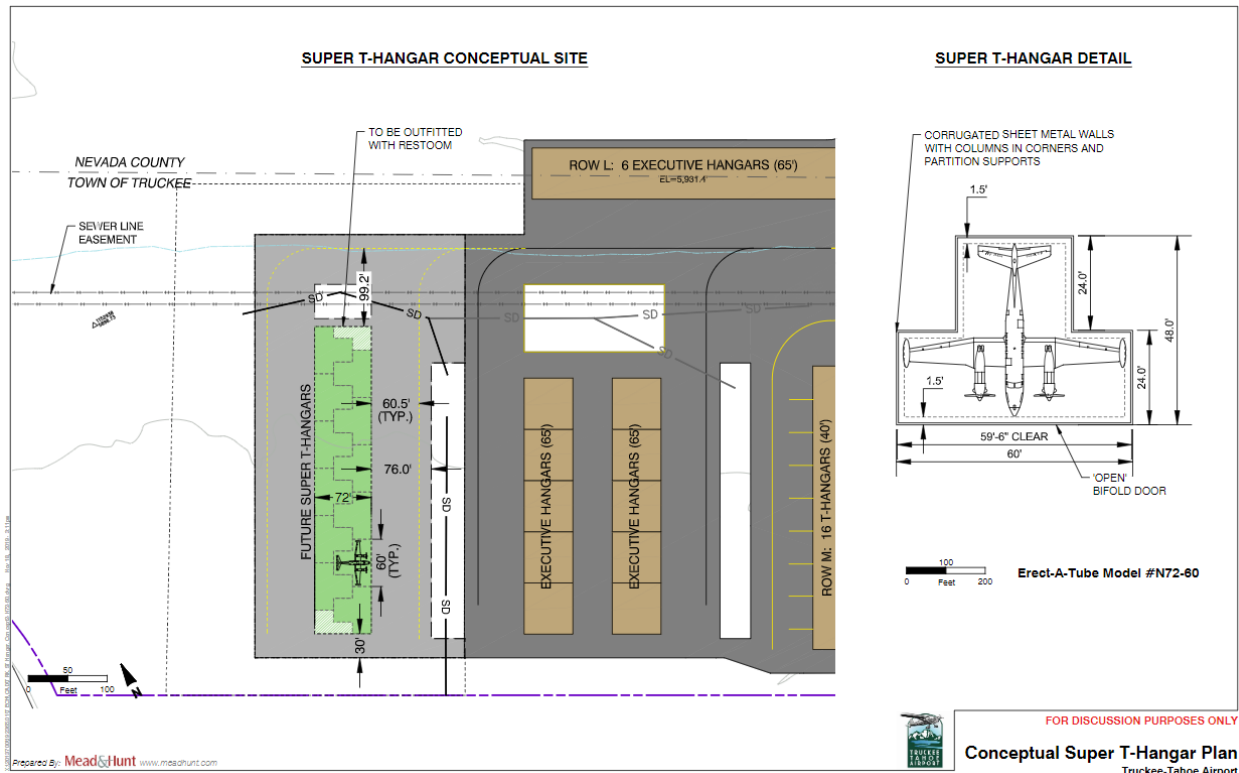 SUPER T-HANGAR CONCEPTUAL SITE
SUPER T-HANGAR DETAIL
TO BE OUTFITTED
WITH RESTOOM
NEVADA COUNTY
TOWN OF TRUCKEE
SEWER LINE
EASEMENT
ROW L: 6 EXECUTIVE HANGARS (65')
EL=5,931.4
99.2'
SD
SD
SD
SD
SD
SD
SD
SD
FUTURE SUPER T-HANGARS
60.5'
(TYP.)
76.0'
72'
60'
(TYP.)
30'
EXECUTIVE HANGARS (65')
EXECUTIVE HANGARS (65')
ROW M: 16 T-HANGARS (40')
CORRUGATED SHEET METAL WALLS
WITH COLUMNS IN CORNERS AND
PARTITION SUPPORTS
1.5'
24.0'
48.0'
24.0'
1.5'
59'-6" CLEAR
60'
'OPEN'
BIFOLD DOOR
100
0 Feet 200
Erect-A-Tube Model #N72-60
50
0 Feet 100
N
Prepared By: Mead&Hunt www.meadhunt.com
TRUCKEE
TAHOE
AIRPORT
FOR DISCUSSION PURPOSES ONLY
Conceptual Super T-Hangar Plan
Truckee-Tahoe Airport